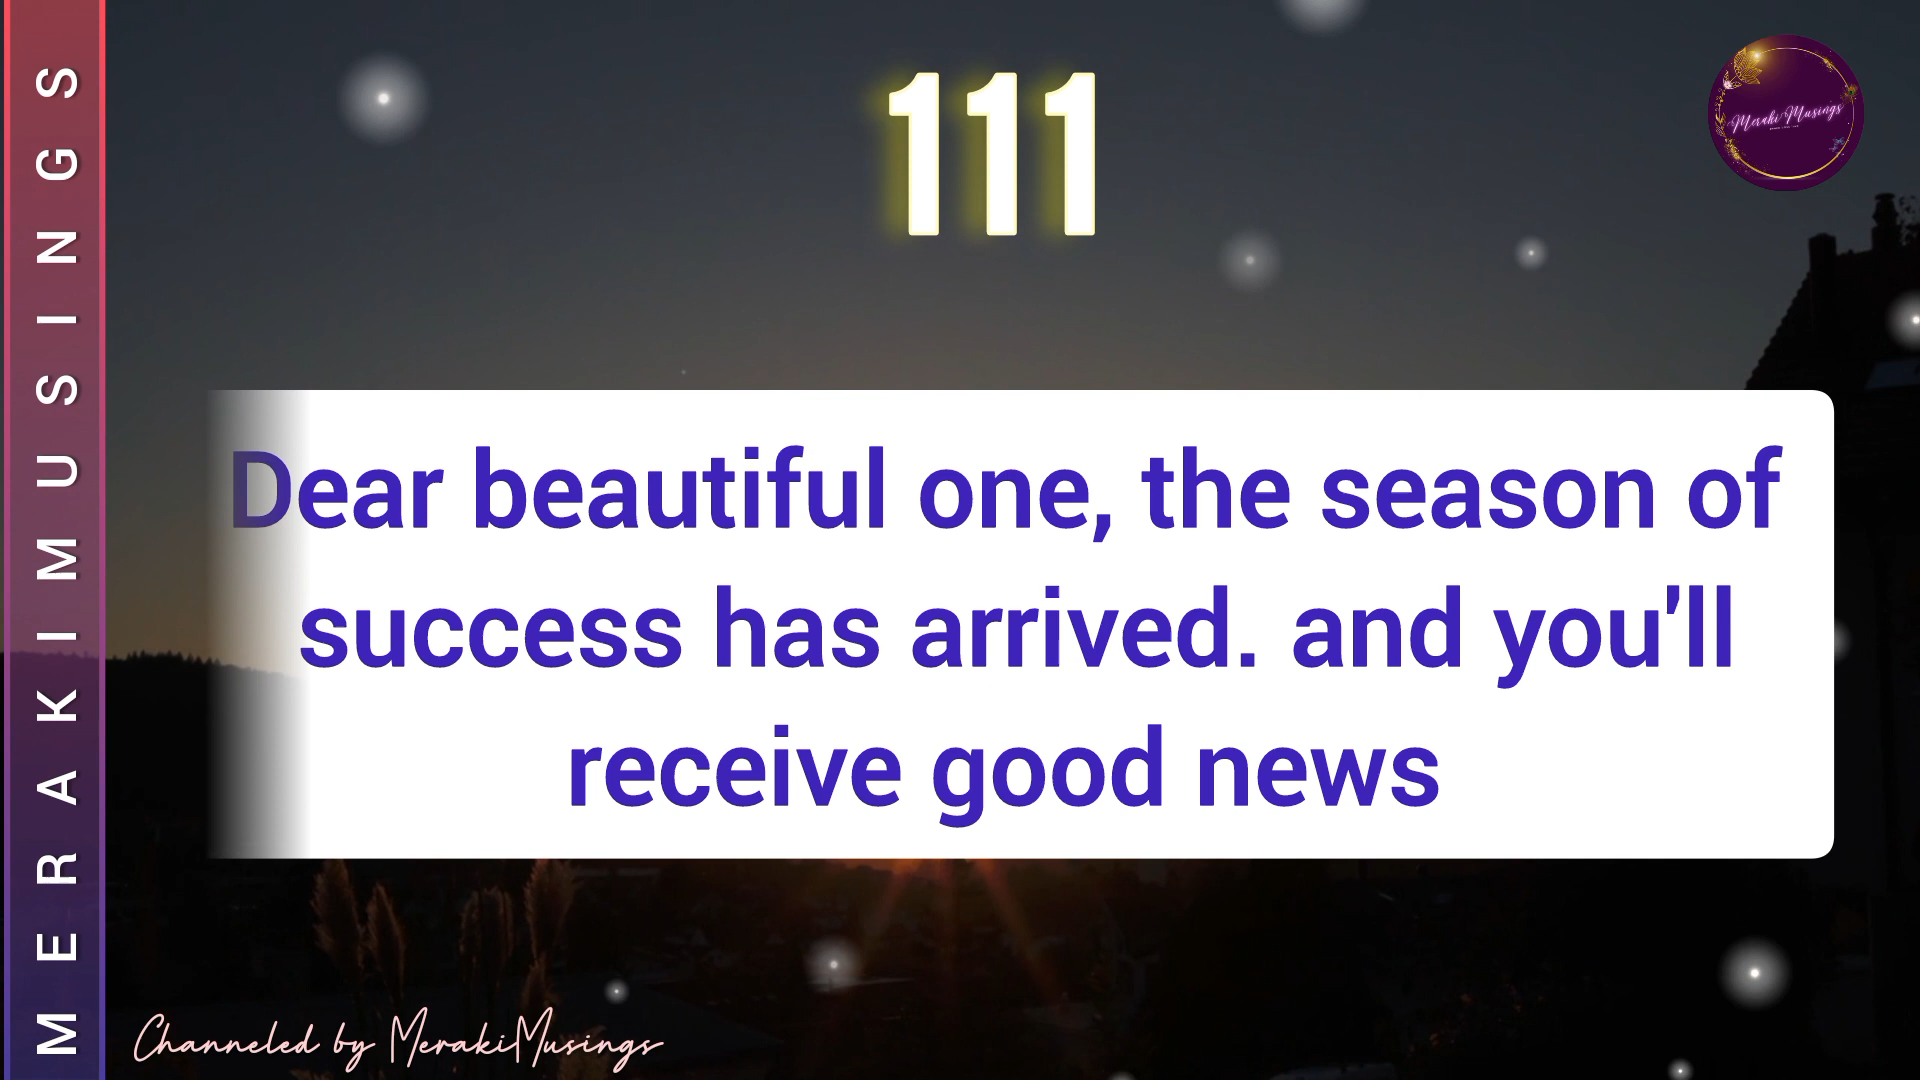 111
Meraki Musings
Dear beautiful one, the season of
success has arrived. and you'll
receive good news
MERAKIMUSINGS
Channeled by MerakiMusings